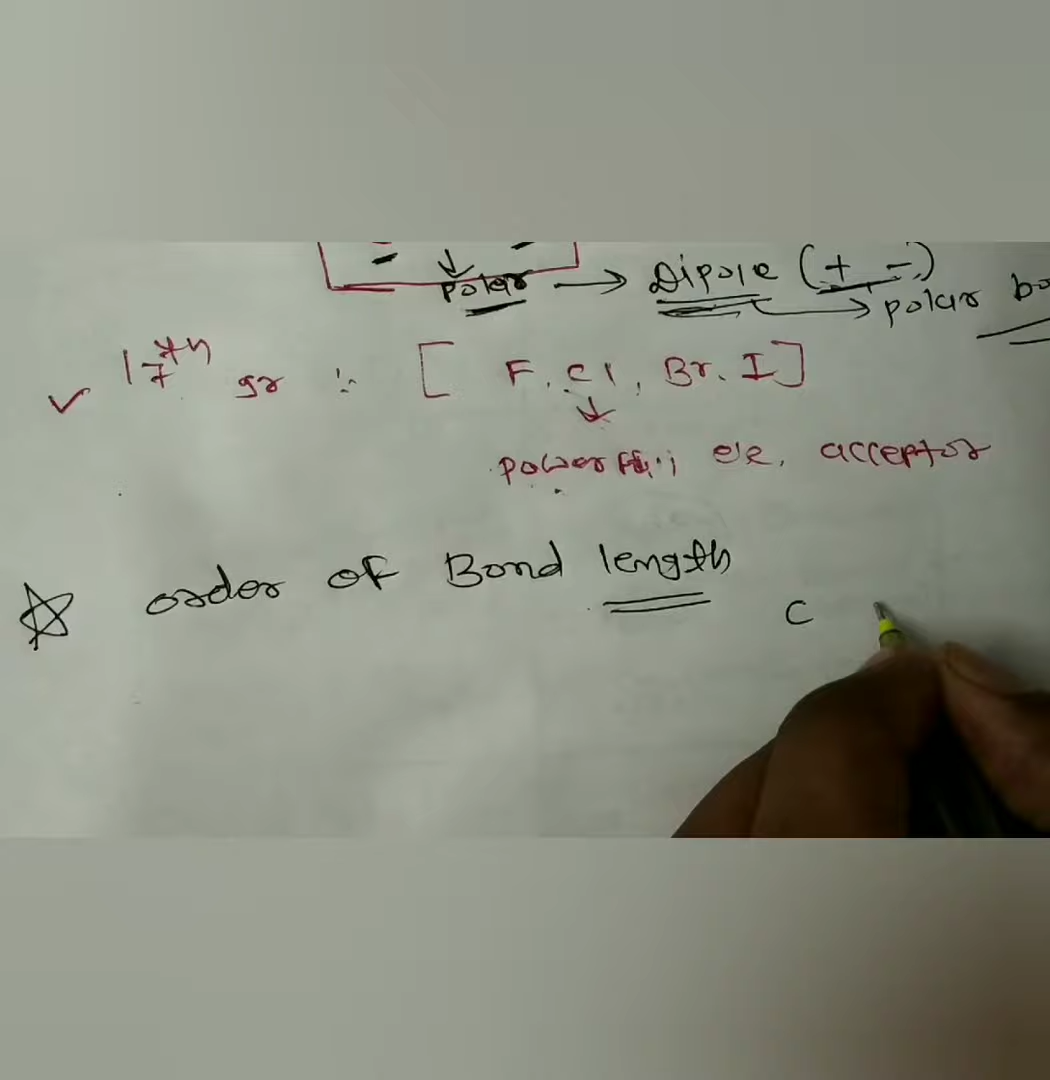 polar → Dipole (+ -)
→ polar bo
✓ 17th gr : [ F, Cl, Br, I ]
↓
powerful ele. acceptor
☆ order of Bond length
C